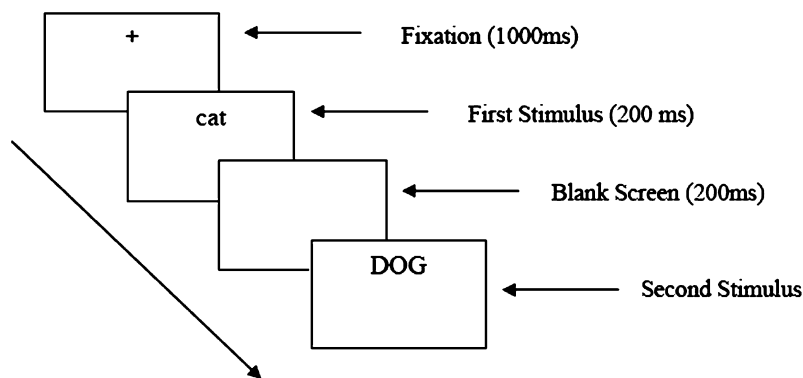 +
Fixation (1000ms)
cat
First Stimulus (200 ms)
Blank Screen (200ms)
DOG
Second Stimulus